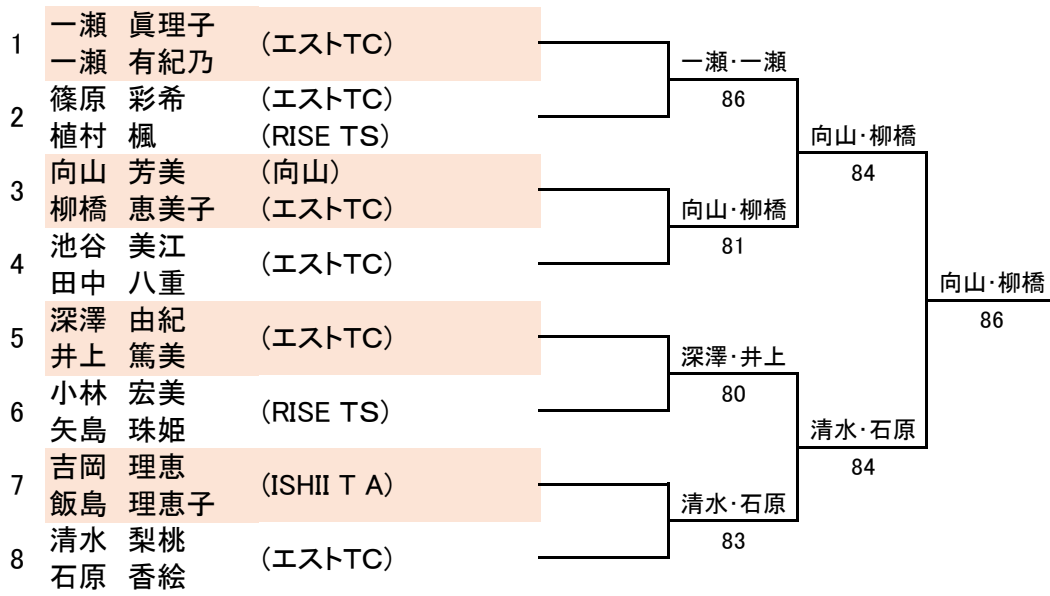 1 一瀬 眞理子 (エストTC)
一瀬 有紀乃
2 篠原 彩希 (エストTC)
植村 楓 (RISE TS)
3 向山 芳美 (向山)
柳橋 恵美子 (エストTC)
4 池谷 美江 (エストTC)
田中 八重
5 深澤 由紀 (エストTC)
井上 篤美
6 小林 宏美 (RISE TS)
矢島 珠姫
7 吉岡 理恵 (ISHII T A)
飯島 理恵子
8 清水 梨桃 (エストTC)
石原 香絵
一瀬・一瀬
86
向山・柳橋
81
深澤・井上
80
清水・石原
83
向山・柳橋
84
清水・石原
84
向山・柳橋
86